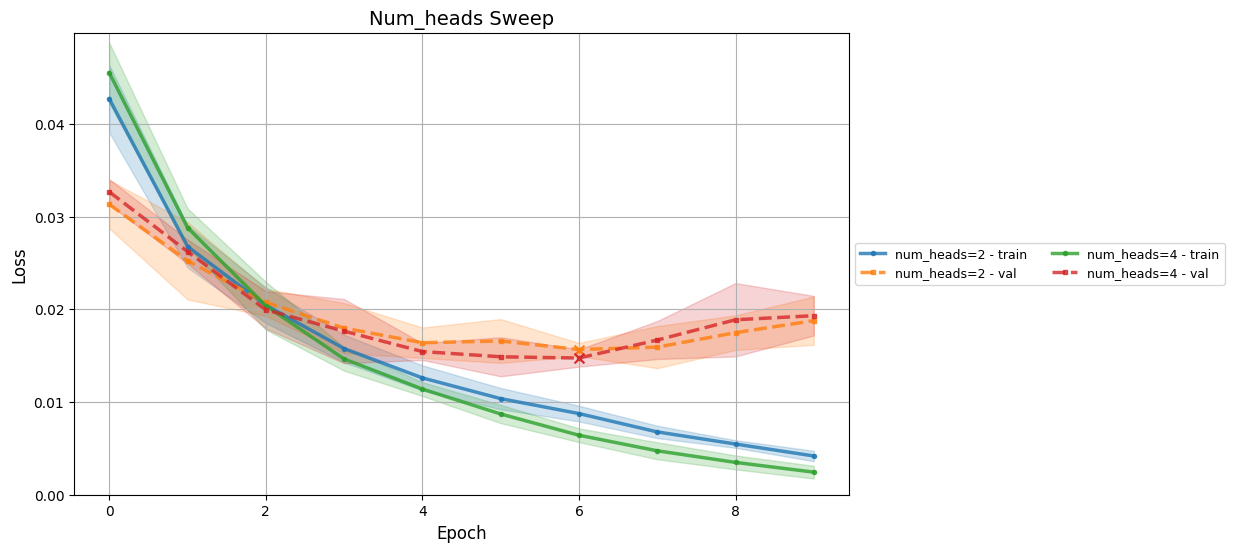 Num_heads Sweep
Loss
0.04
0.03
0.02
0.01
0.00
0 2 4 6 8
Epoch
num_heads=2 - train num_heads=4 - train
num_heads=2 - val num_heads=4 - val